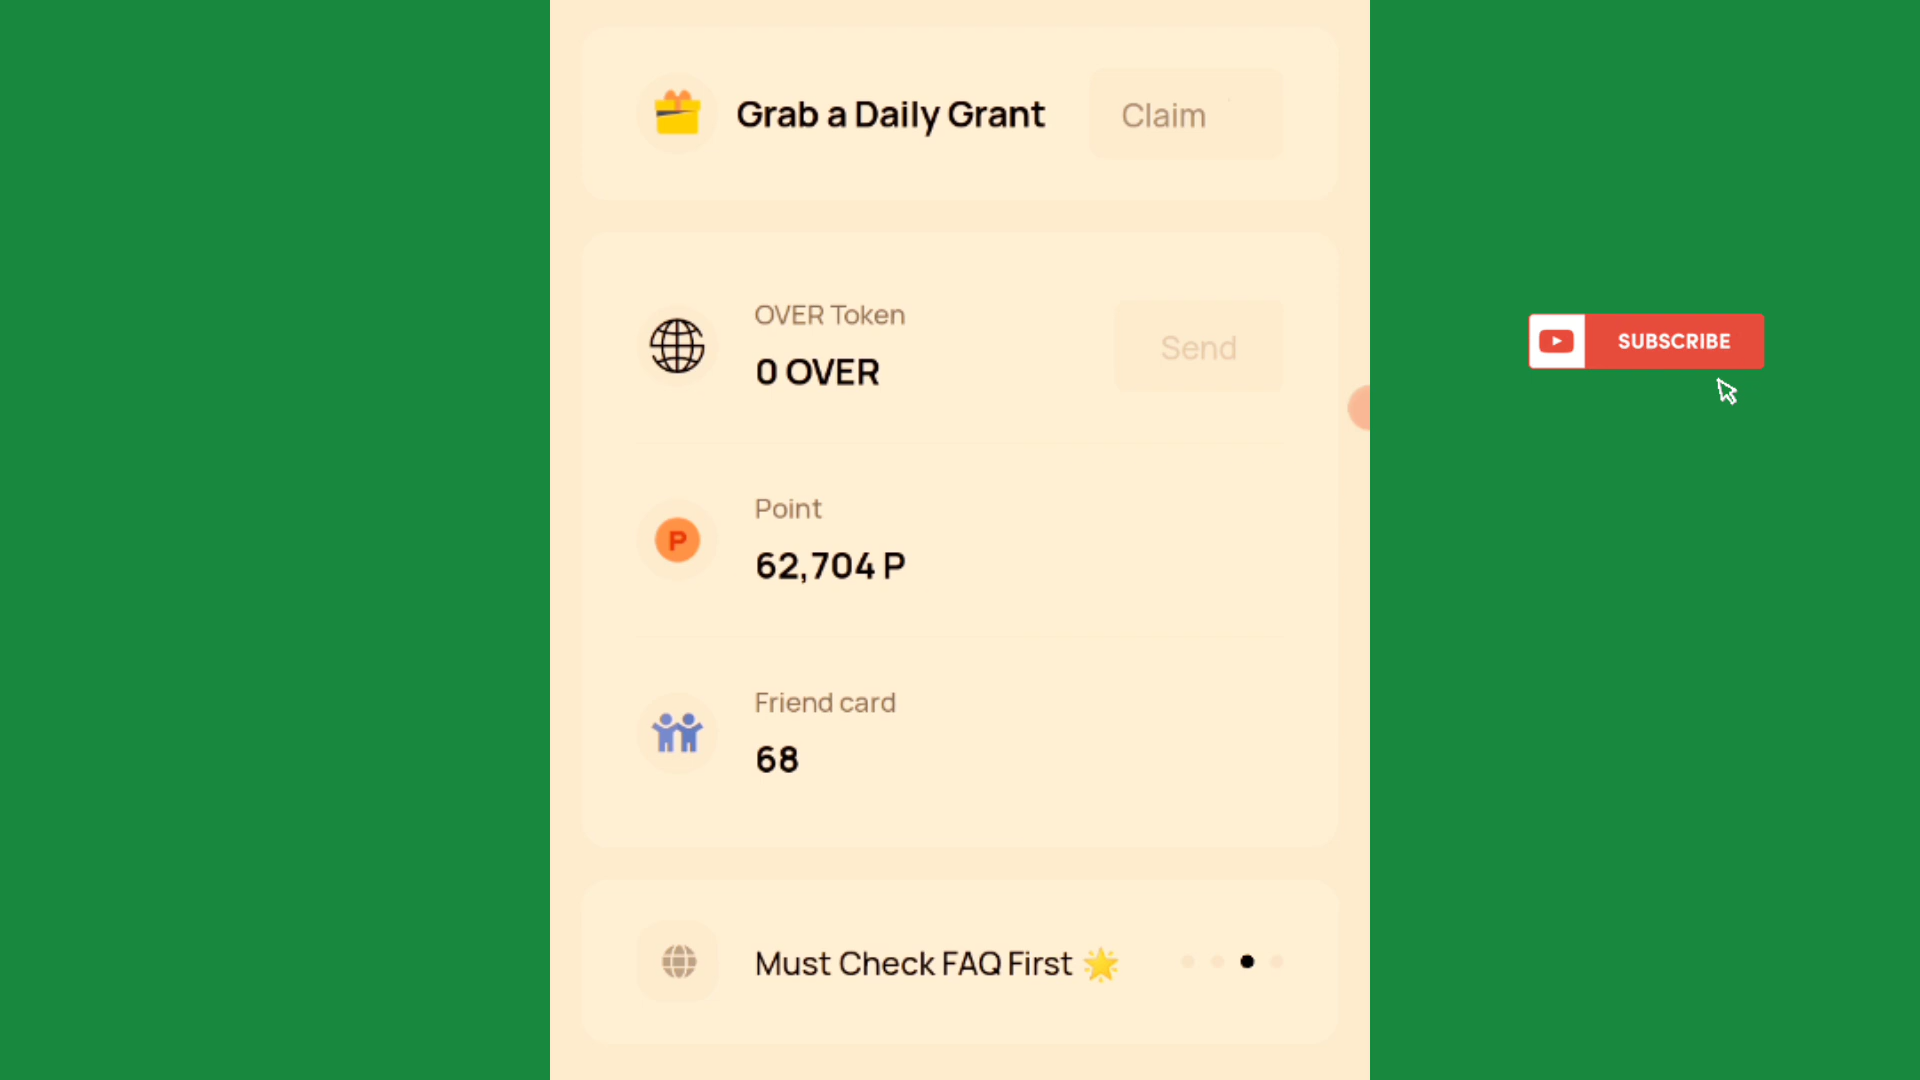 Grab a Daily Grant
Claim
OVER Token
0 OVER
Send
SUBSCRIBE
Point
P
62,704 P
Friend card
68
Must Check FAQ First 🌟